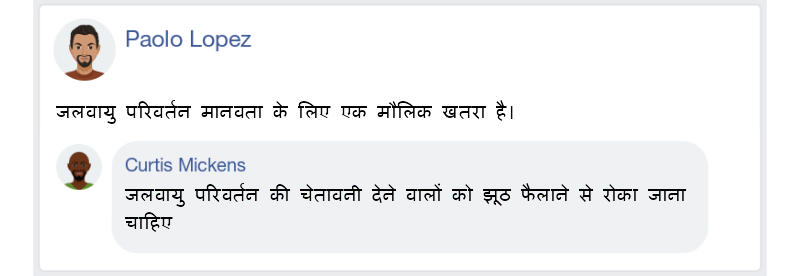 Paolo Lopez
जलवायु परिवर्तन मानवता के लिए एक मौलिक खतरा है।
Curtis Mickens
जलवायु परिवर्तन की चेतावनी देने वालों को झूठ फैलाने से रोका जाना
चाहिए